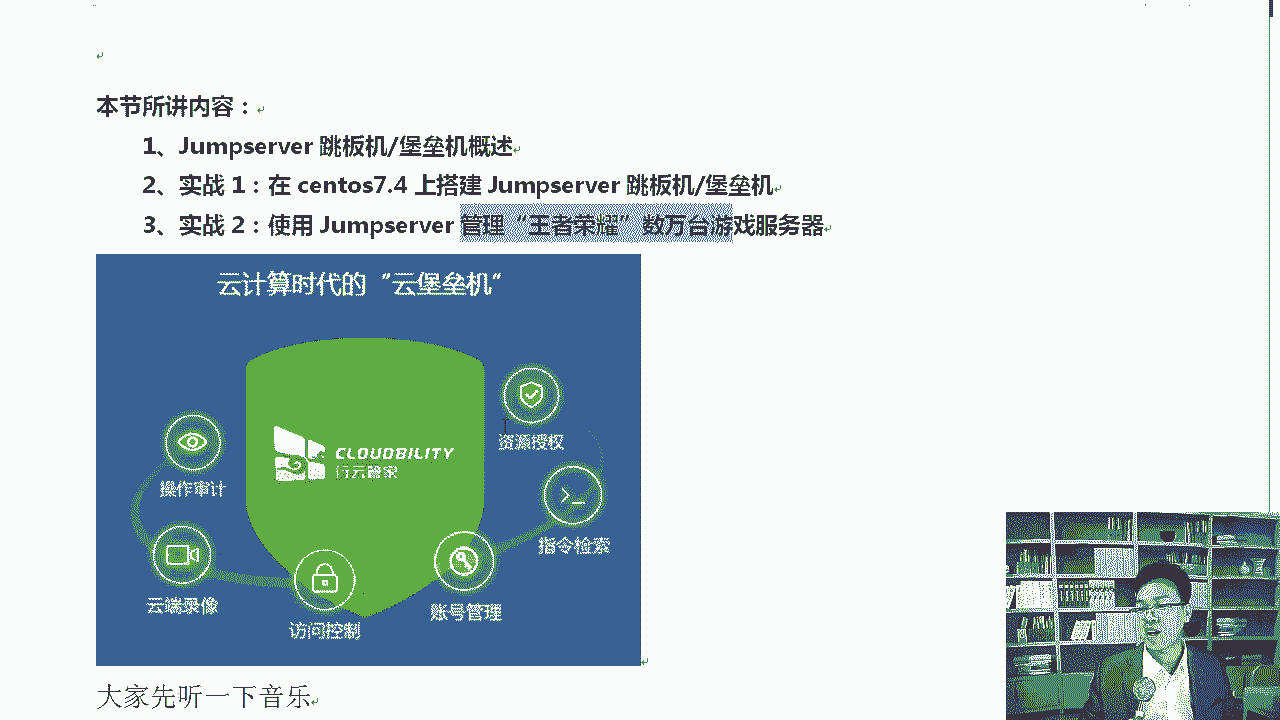 本节所讲内容：
1、Jumpserver 跳板机/堡垒机概述
2、实战 1：在 centos7.4 上搭建 Jumpserver 跳板机/堡垒机
3、实战 2：使用 Jumpserver 管理“王者荣耀”数万台游戏服务器
云计算时代的“云堡垒机“
资源授权
CLOUDBILITY
行云管家
操作审计
指令检索
云端录像
账号管理
访问控制
大家先听一下音乐